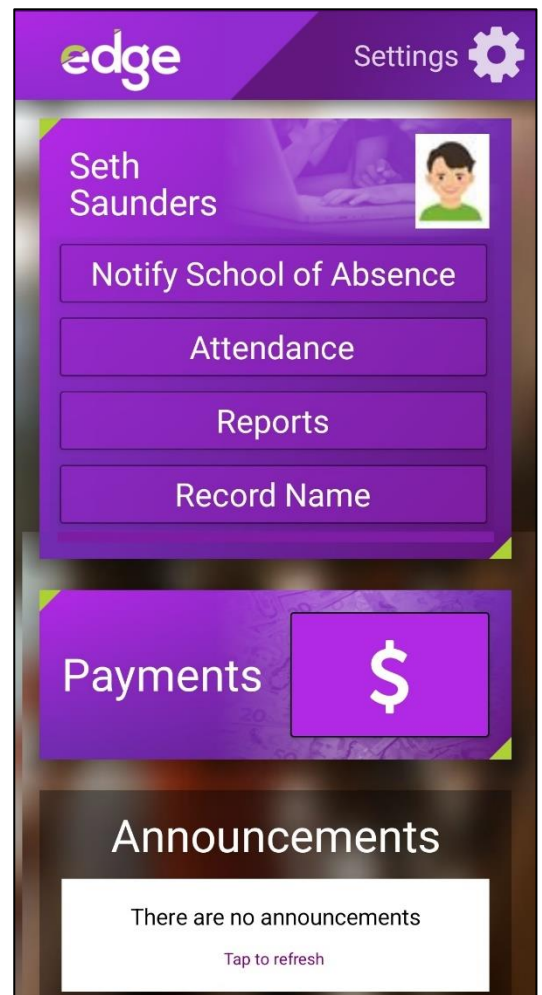 edge
Settings
Seth
Saunders
Notify School of Absence
Attendance
Reports
Record Name
Payments
$
Announcements
There are no announcements
Tap to refresh